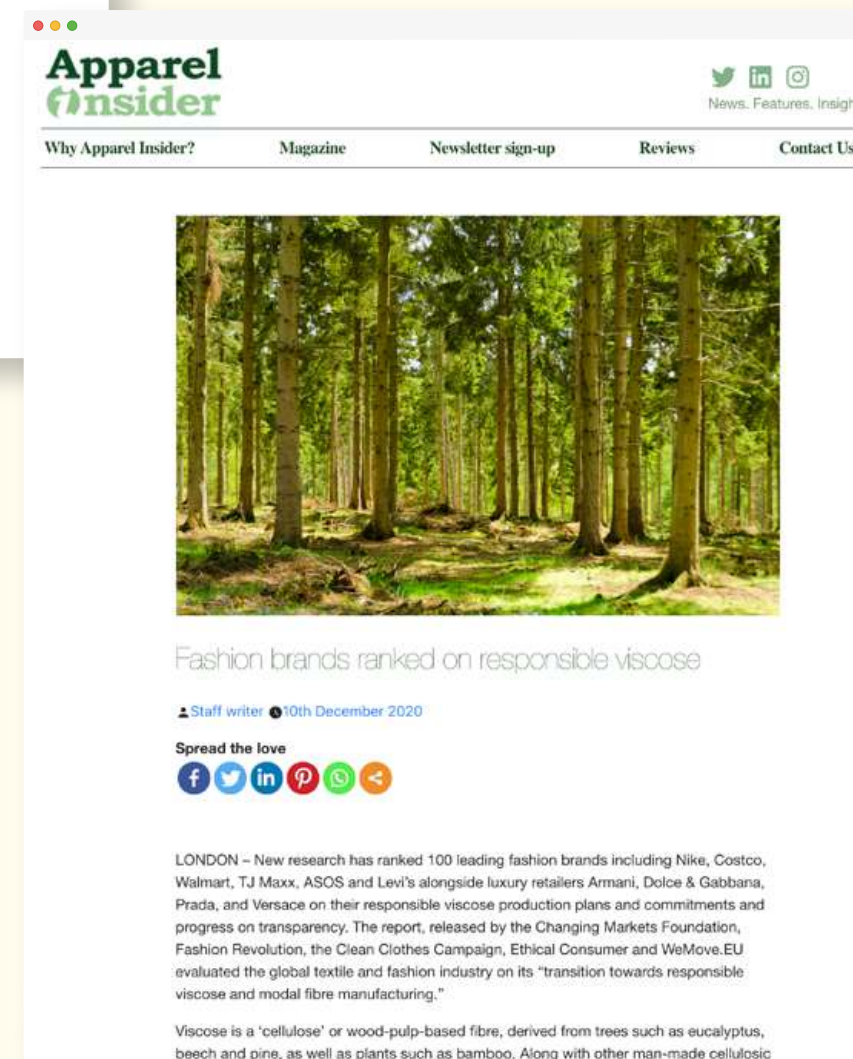 Apparel
Insider
News. Features. Insigh
Why Apparel Insider? Magazine Newsletter sign-up Reviews Contact Us
Fashion brands ranked on responsible viscose
Staff writer 10th December 2020
Spread the love
LONDON – New research has ranked 100 leading fashion brands including Nike, Costco,
Walmart, TJ Maxx, ASOS and Levi's alongside luxury retailers Armani, Dolce & Gabbana,
Prada, and Versace on their responsible viscose production plans and commitments and
progress on transparency. The report, released by the Changing Markets Foundation,
Fashion Revolution, the Clean Clothes Campaign, Ethical Consumer and WeMove.EU
evaluated the global textile and fashion industry on its “transition towards responsible
viscose and modal fibre manufacturing.”
Viscose is a ‘cellulose’ or wood-pulp-based fibre, derived from trees such as eucalyptus,
beech and pine, as well as plants such as bamboo. Along with other man-made cellulosic